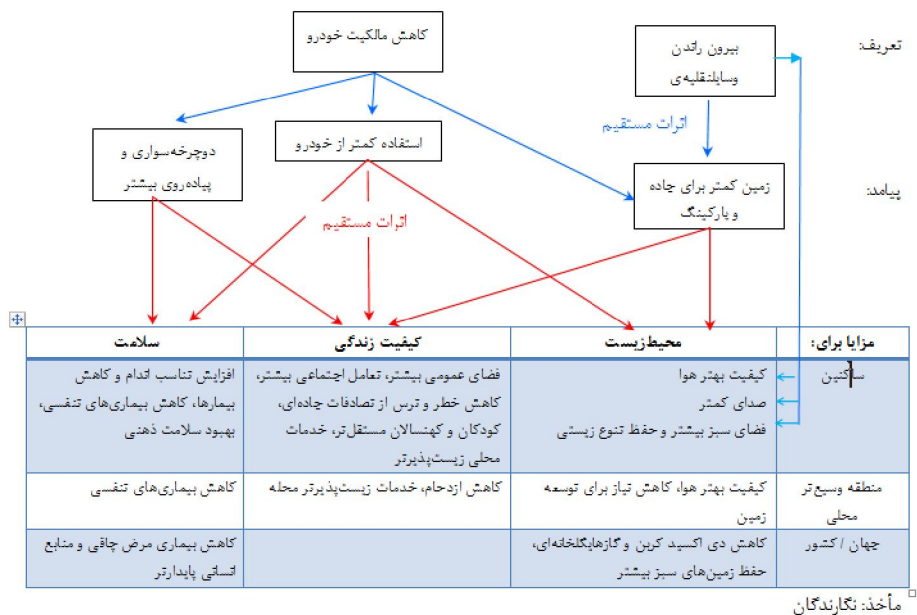 تعریف:
بیرون راندن
وسایلنقلیه‌ی
کاهش مالکیت خودرو
اثرات مستقیم
پیامد:
زمین کمتر برای جاده
و پارکینگ
استفاده کمتر از خودرو
دوچرخه‌سواری و
پیاده‌روی بیشتر
اثرات مستقیم
مزایا برای:
محیط‌زیست
کیفیت زندگی
سلامت
ساکنین
کیفیت بهتر هوا
صدای کمتر
فضای سبز بیشتر و حفظ تنوع زیستی
فضای عمومی بیشتر، تعامل اجتماعی بیشتر،
کاهش خطر و ترس از تصادفات جاده‌ای،
کودکان و کهنسالان مستقل‌تر، خدمات
محلی زیست‌پذیرتر
افزایش تناسب اندام و کاهش
بیمارها، کاهش بیماری‌های تنفسی،
بهبود سلامت ذهنی
منطقه وسیع‌تر
محلی
کیفیت بهتر هوا، کاهش نیاز برای توسعه
زمین
کاهش ازدحام، خدمات زیست‌پذیرتر محله
کاهش بیماری‌های تنفسی
جهان / کشور
کاهش دی اکسید کربن و گازهایگلخانه‌ای،
حفظ زمین‌های سبز بیشتر
کاهش بیماری مرض چاقی و منابع
انسانی پایدارتر
مأخذ: نگارندگان